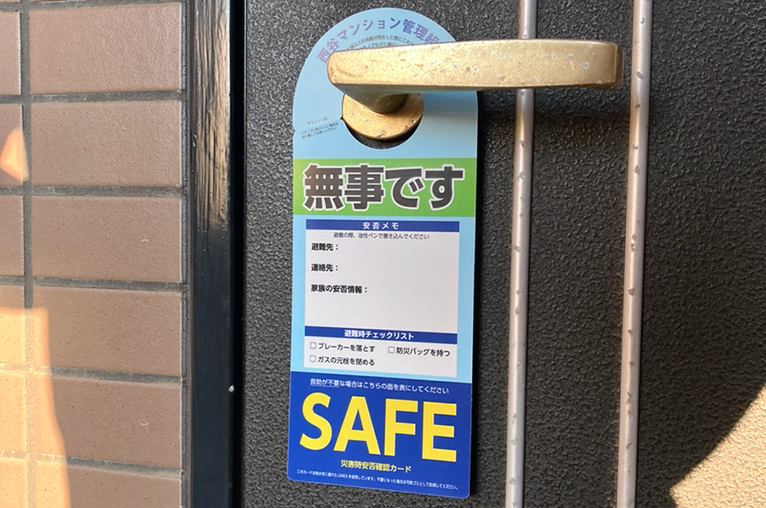 西谷マンション管理組
無事です
安否メモ
避難の際、油性ペンで書き込んでください
避難先：
連絡先：
家族の安否情報：
避難時チェックリスト
□ ブレーカーを落とす □ 防災バッグを持つ
□ ガスの元栓を閉める
救助が不要な場合はこちらの面を表にしてください
SAFE
災害時安否確認カード